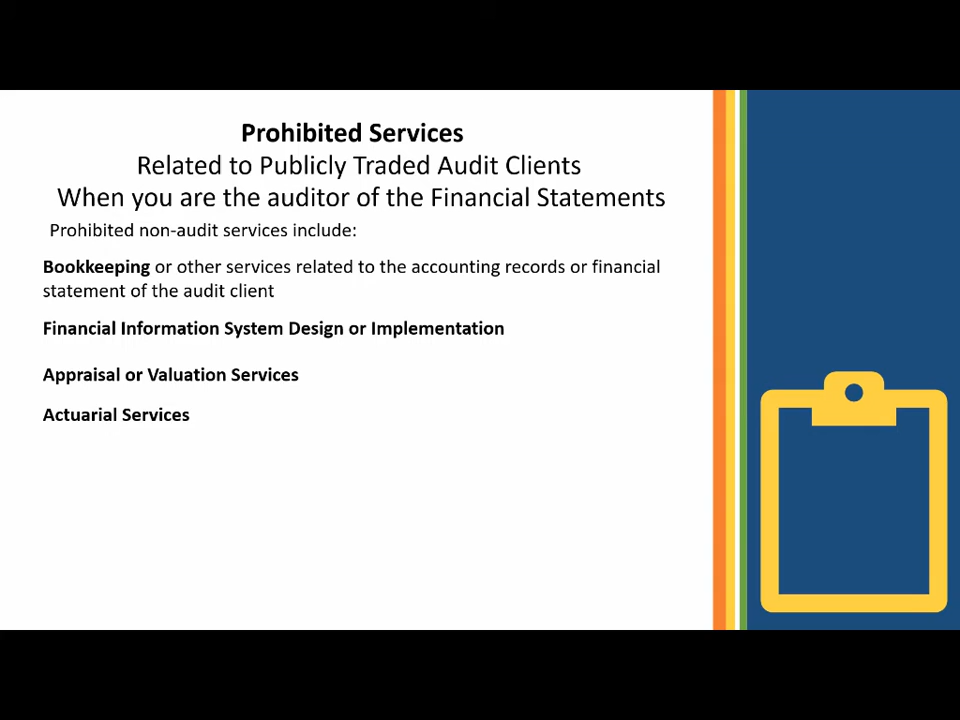 Prohibited Services
Related to Publicly Traded Audit Clients
When you are the auditor of the Financial Statements
Prohibited non-audit services include:
Bookkeeping or other services related to the accounting records or financial
statement of the audit client
Financial Information System Design or Implementation
Appraisal or Valuation Services
Actuarial Services